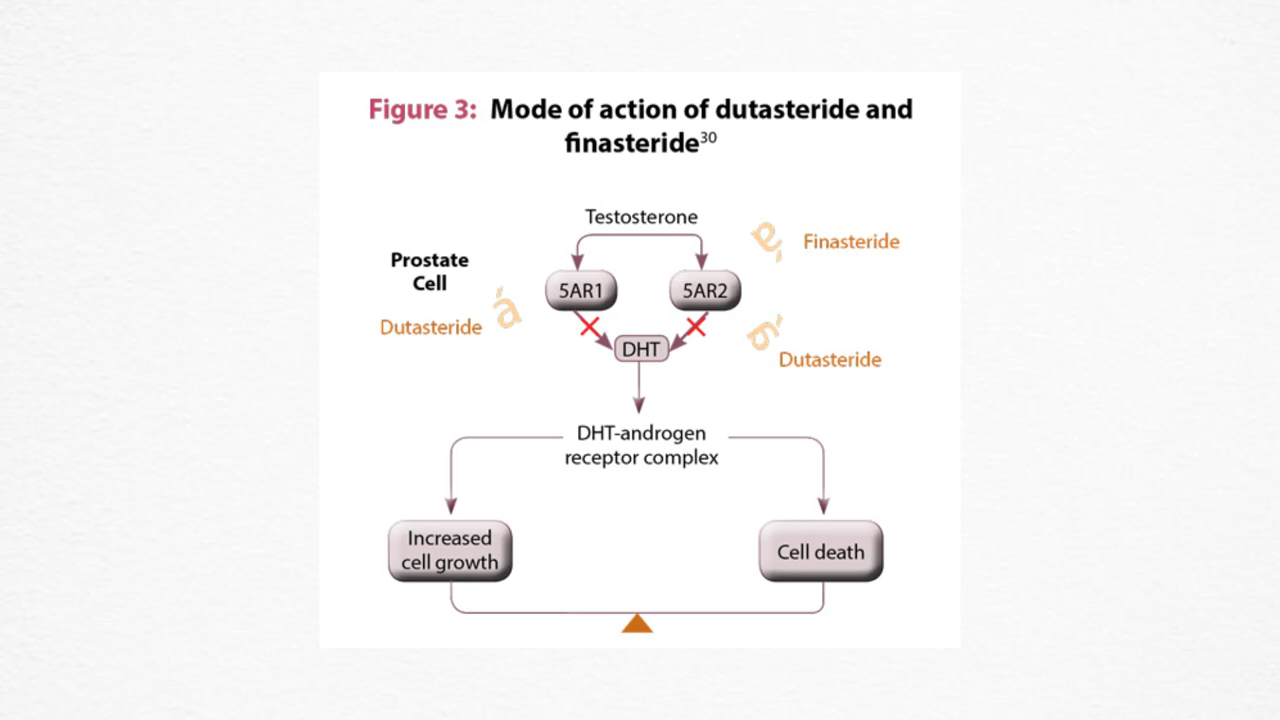 Figure 3: Mode of action of dutasteride and
finasteride30
Testosterone
Finasteride
Prostate
Cell
5AR1
5AR2
Dutasteride
DHT
Dutasteride
DHT-androgen
receptor complex
Increased
cell growth
Cell death